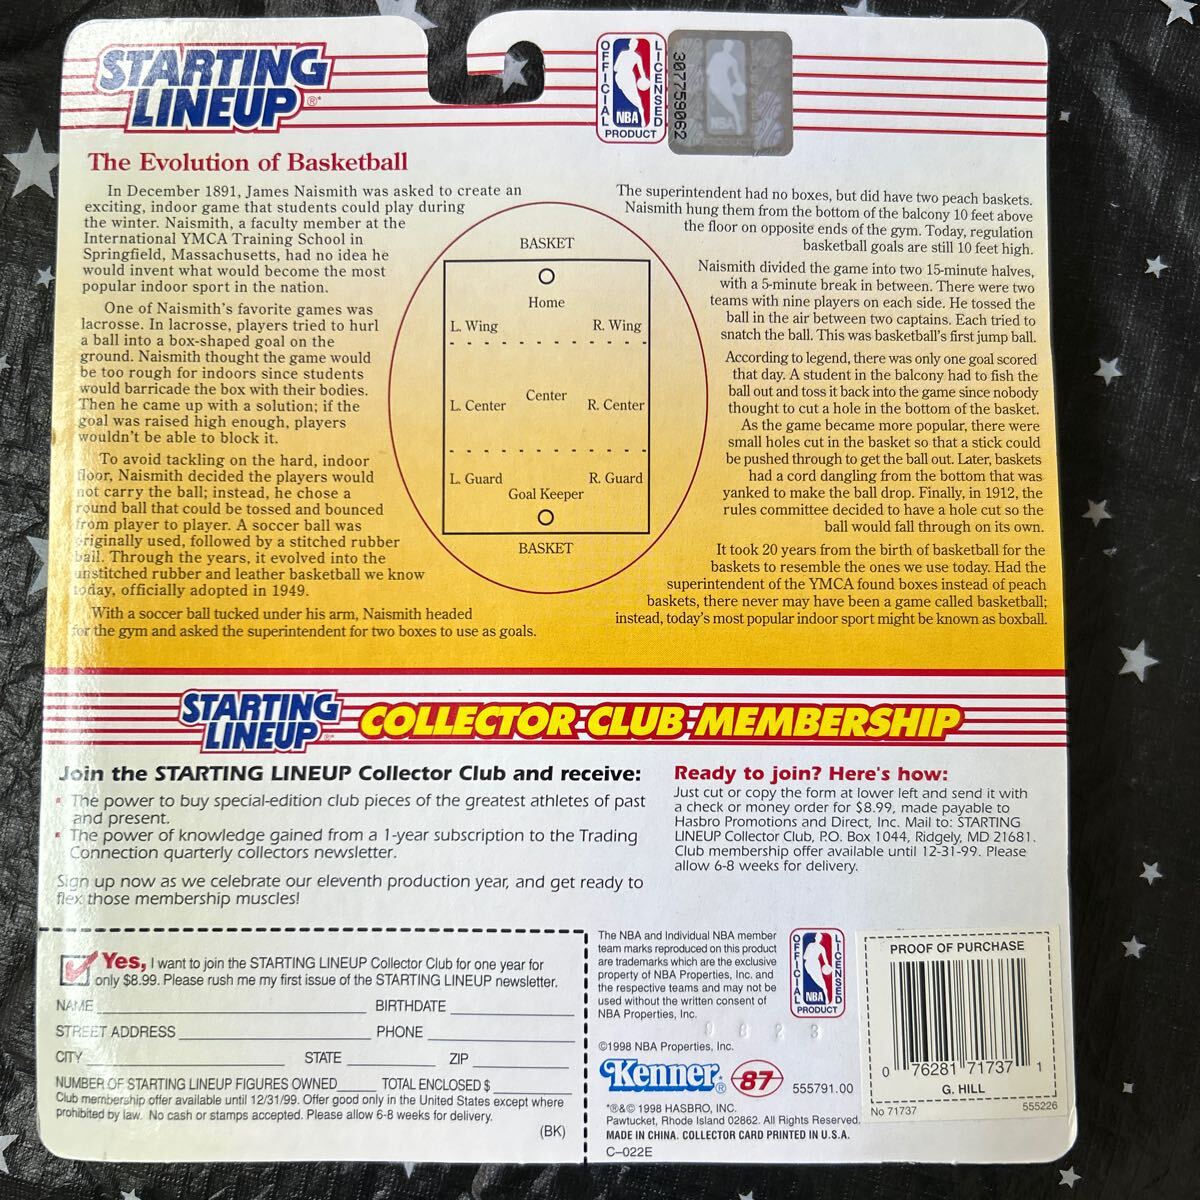 STARTING
LINEUP®*
OFFICIAL
LICENSED
NBA
PRODUCT
307759062
The Evolution of Basketball
In December 1891, James Naismith was asked to create an
exciting, indoor game that students could play during
the winter. Naismith, a faculty member at the
International YMCA Training School in
Springfield, Massachusetts, had no idea he
would invent what would become the most
popular indoor sport in the nation.
One of Naismith's favorite games was
lacrosse. In lacrosse, players tried to hurl
a ball into a box-shaped goal on the
ground. Naismith thought the game would
be too rough for indoors since students
would barricade the box with their bodies.
Then he came up with a solution; if the
goal was raised high enough, players
wouldn't be able to block it.
To avoid tackling on the hard, indoor
floor, Naismith decided the players would
not carry the ball; instead, he chose a
round ball that could be tossed and bounced
from player to player. A soccer ball was
originally used, followed by a stitched rubber
ball. Through the years, it evolved into the
unstitched rubber and leather basketball we know
today, officially adopted in 1949.
With a soccer ball tucked under his arm, Naismith headed
for the gym and asked the superintendent for two boxes to use as goals.
BASKET
Home
L. Wing R. Wing
Center
L. Center R. Center
L. Guard R. Guard
Goal Keeper
BASKET
The superintendent had no boxes, but did have two peach baskets.
Naismith hung them from the bottom of the balcony 10 feet above
the floor on opposite ends of the gym. Today, regulation
basketball goals are still 10 feet high.
Naismith divided the game into two 15-minute halves,
with a 5-minute break in between. There were two
teams with nine players on each side. He tossed the
ball in the air between two captains. Each tried to
snatch the ball. This was basketball's first jump ball.
According to legend, there was only one goal scored
that day. A student in the balcony had to fish the
ball out and toss it back into the game since nobody
thought to cut a hole in the bottom of the basket.
As the game became more popular, there were
small holes cut in the basket so that a stick could
be pushed through to get the ball out. Later, baskets
had a cord dangling from the bottom that was
yanked to make the ball drop. Finally, in 1912, the
rules committee decided to have a hole cut so the
ball would fall through on its own.
It took 20 years from the birth of basketball for the
baskets to resemble the ones we use today. Had the
superintendent of the YMCA found boxes instead of peach
baskets, there never may have been a game called basketball;
instead, today's most popular indoor sport might be known as boxball.
STARTING
LINEUP®* COLLECTOR CLUB MEMBERSHIP
Join the STARTING LINEUP Collector Club and receive:
▪ The power to buy special-edition club pieces of the greatest athletes of past
and present.
▪ The power of knowledge gained from a 1-year subscription to the Trading
Connection quarterly collectors newsletter.
Sign up now as we celebrate our eleventh production year, and get ready to
flex those membership muscles!
Ready to join? Here's how:
Just cut or copy the form at lower left and send it with
a check or money order for $8.99, made payable to
Hasbro Promotions and Direct, Inc. Mail to: STARTING
LINEUP Collector Club, P.O. Box 1044, Ridgely, MD 21681.
Club membership offer available until 12-31-99. Please
allow 6-8 weeks for delivery.
Yes, I want to join the STARTING LINEUP Collector Club for one year for
only $8.99. Please rush me my first issue of the STARTING LINEUP newsletter.
NAME BIRTHDATE
STREET ADDRESS PHONE
CITY STATE ZIP
NUMBER OF STARTING LINEUP FIGURES OWNED TOTAL ENCLOSED $
Club membership offer available until 12/31/99. Offer good only in the United States except where
prohibited by law. No cash or stamps accepted. Please allow 6-8 weeks for delivery.
(BK)
The NBA and Individual NBA member
team marks reproduced on this product
are trademarks which are the exclusive
property of NBA Properties, Inc. and
the respective teams and may not be
used without the written consent of
NBA Properties, Inc.
OFFICIAL
LICENSED
NBA
PRODUCT
9 8 2 3
©1998 NBA Properties, Inc.
Kenner® 87 555791.00
*®&© 1998 HASBRO, INC.
Pawtucket, Rhode Island 02862. All Rights Reserved.
MADE IN CHINA. COLLECTOR CARD PRINTED IN U.S.A.
C-022E
PROOF OF PURCHASE
0 76281 71737 1
G. HILL
No 71737 555226